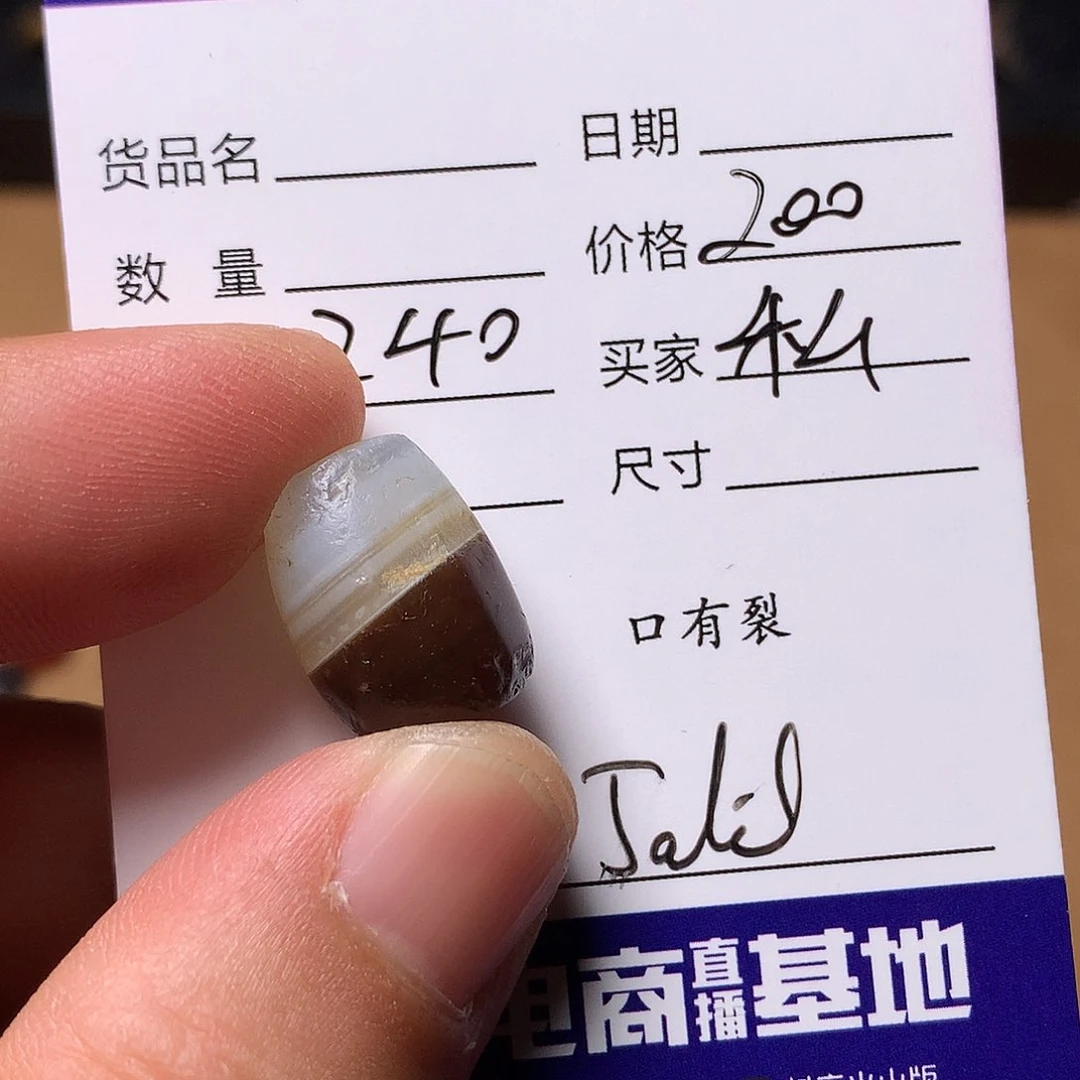 货品名 日期
数 量 价格 200
240 买家
尺寸
口有裂
Jalil
电商直播基地